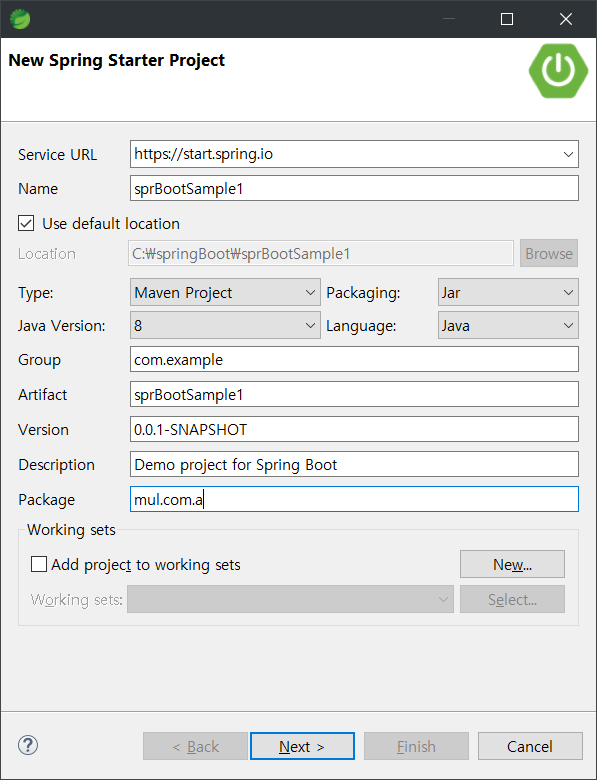 New Spring Starter Project
Service URL https://start.spring.io
Name sprBootSample1
Use default location
Location C:₩springBoot₩sprBootSample1 Browse
Type: Maven Project Packaging: Jar
Java Version: 8 Language: Java
Group com.example
Artifact sprBootSample1
Version 0.0.1-SNAPSHOT
Description Demo project for Spring Boot
Package mul.com.a
Working sets
Add project to working sets New...
Working sets: Select...
? < Back Next > Finish Cancel